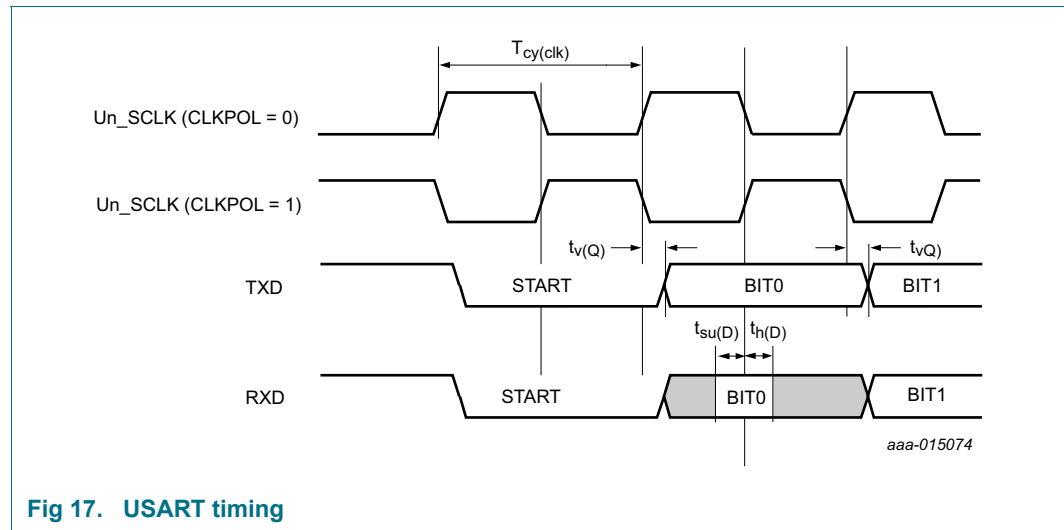 T_cy(clk)
Un_SCLK (CLKPOL = 0)
Un_SCLK (CLKPOL = 1)
t_v(Q)
t_vQ)
TXD
START
BIT0
BIT1
t_su(D)
t_h(D)
RXD
START
BIT0
BIT1
aaa-015074
Fig 17. USART timing